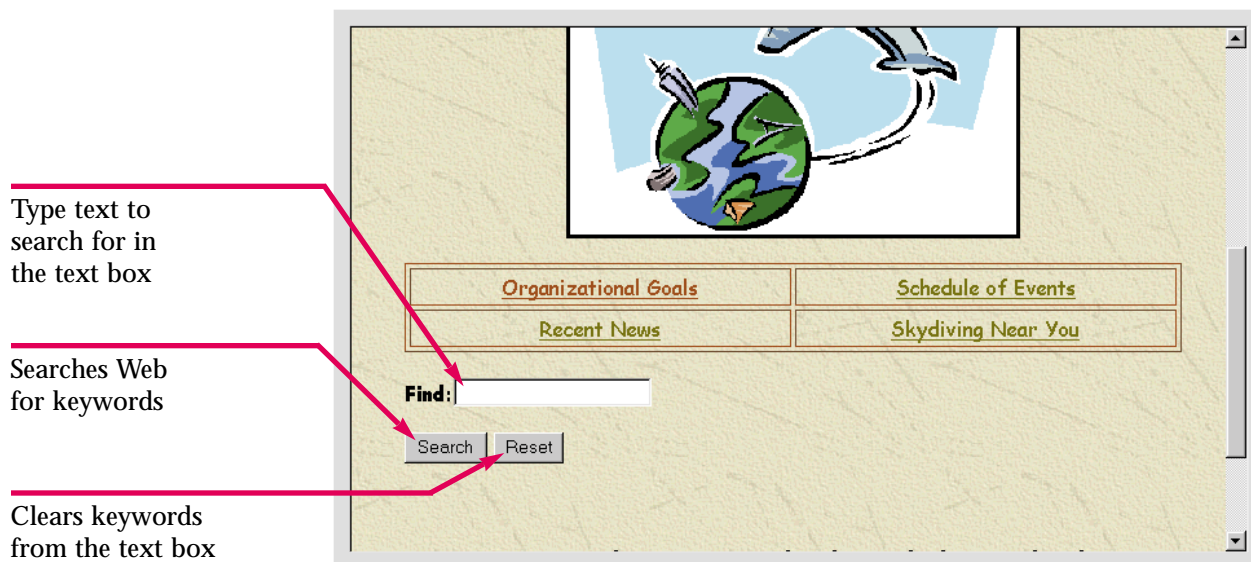 Type text to
search for in
the text box
Searches Web
for keywords
Clears keywords
from the text box
Organizational Goals
Schedule of Events
Recent News
Skydiving Near You
Find:
Search
Reset